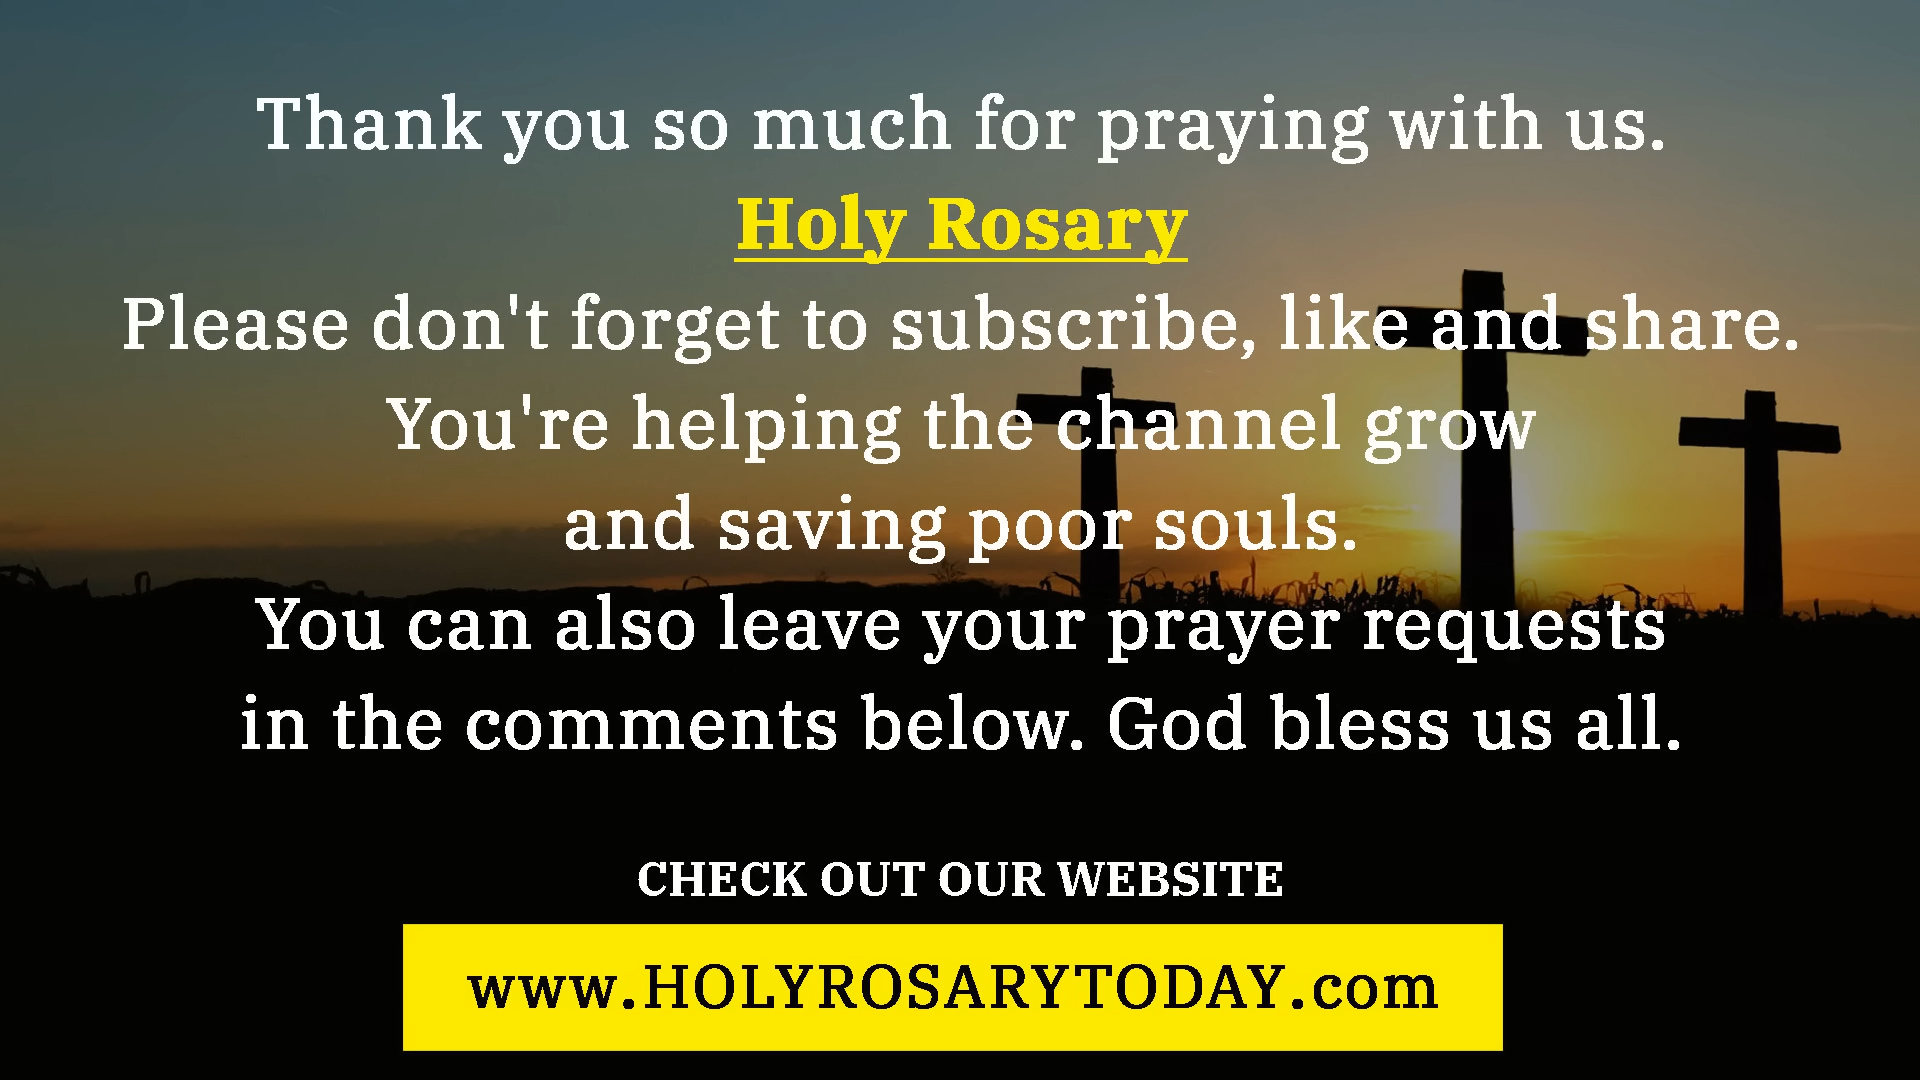 Thank you so much for praying with us.
Holy Rosary
Please don't forget to subscribe, like and share.
You're helping the channel grow
and saving poor souls.
You can also leave your prayer requests
in the comments below. God bless us all.
CHECK OUT OUR WEBSITE
www.HOLYROSARYTODAY.com